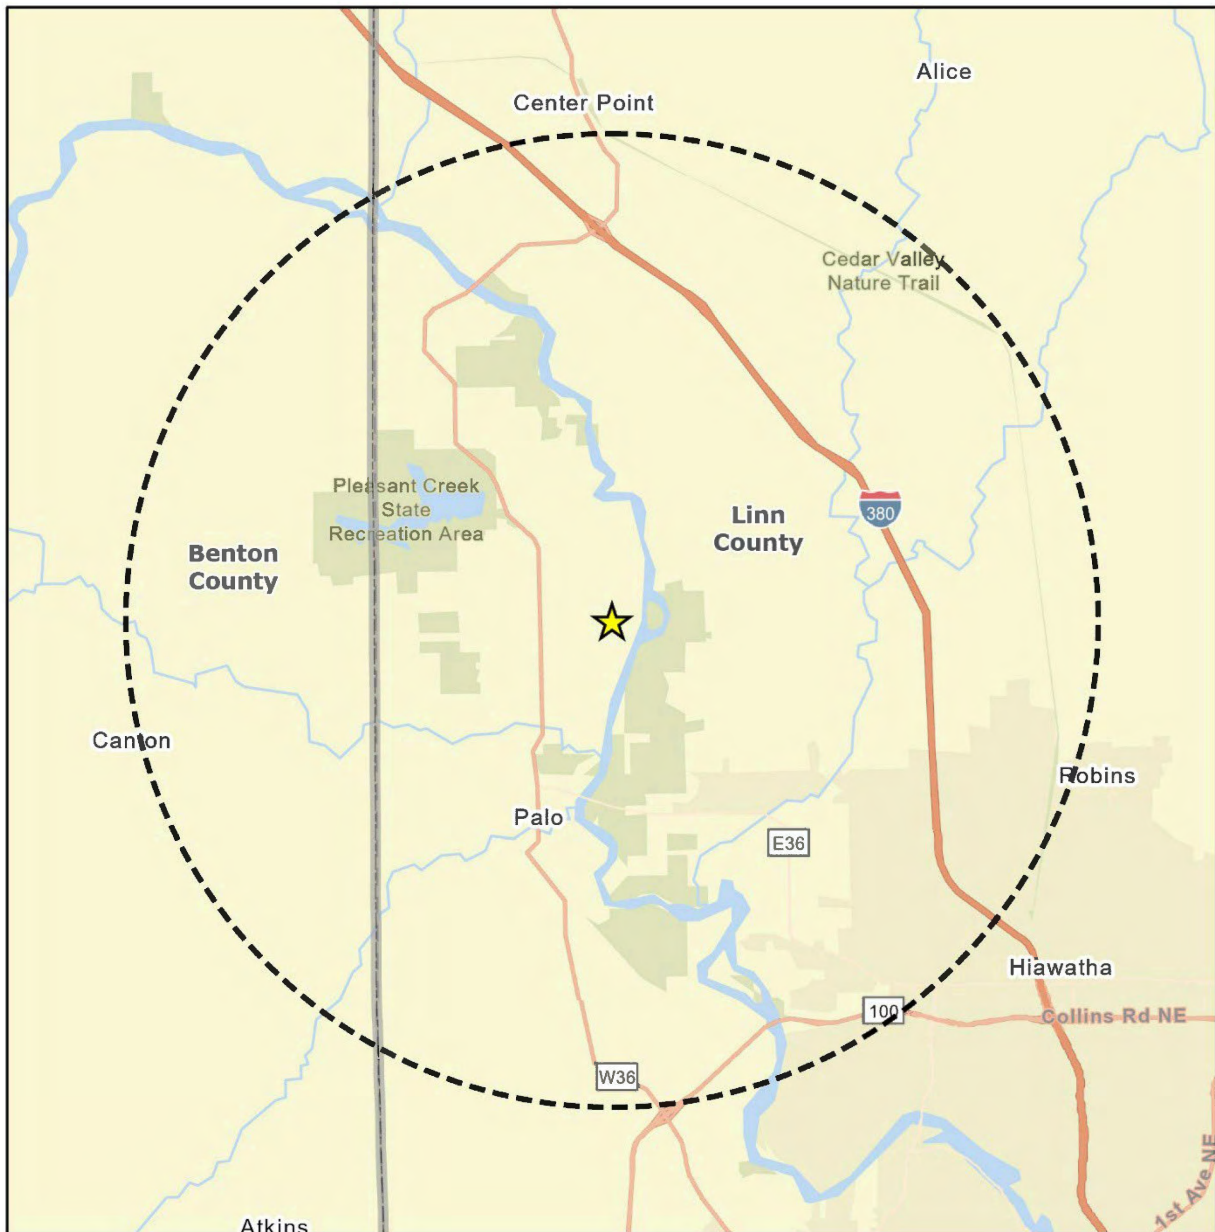 Alice
Center Point
Cedar Valley
Nature Trail
Pleasant Creek
State
Recreation Area
Linn
County
380
Benton
County
Canton
Robins
Palo
E36
Hiawatha
100
Collins Rd NE
W36
1st Ave NE
Atkins